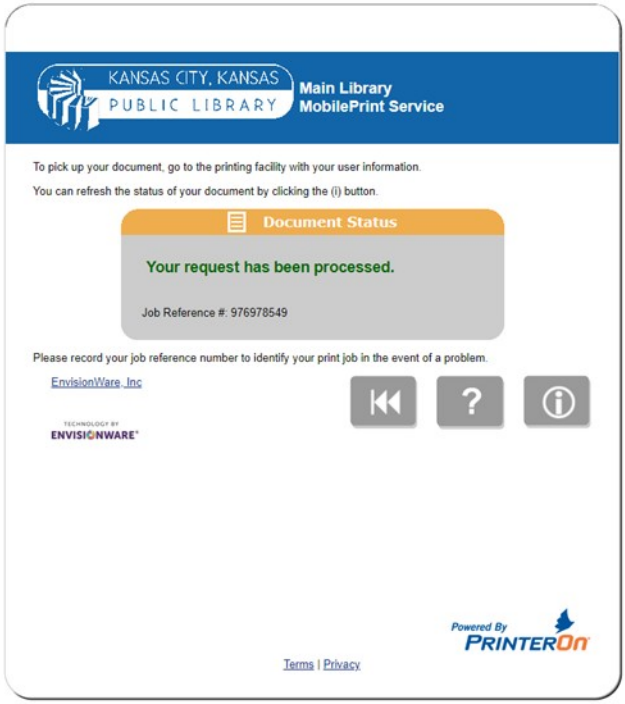 KANSAS CITY, KANSAS
PUBLIC LIBRARY
Main Library
MobilePrint Service
To pick up your document, go to the printing facility with your user information.
You can refresh the status of your document by clicking the (i) button.
Document Status
Your request has been processed.
Job Reference #: 976978549
Please record your job reference number to identify your print job in the event of a problem.
EnvisionWare, Inc
?
i
TECHNOLOGY BY
ENVISIONWARE®
Powered By
PRINTERON
Terms | Privacy